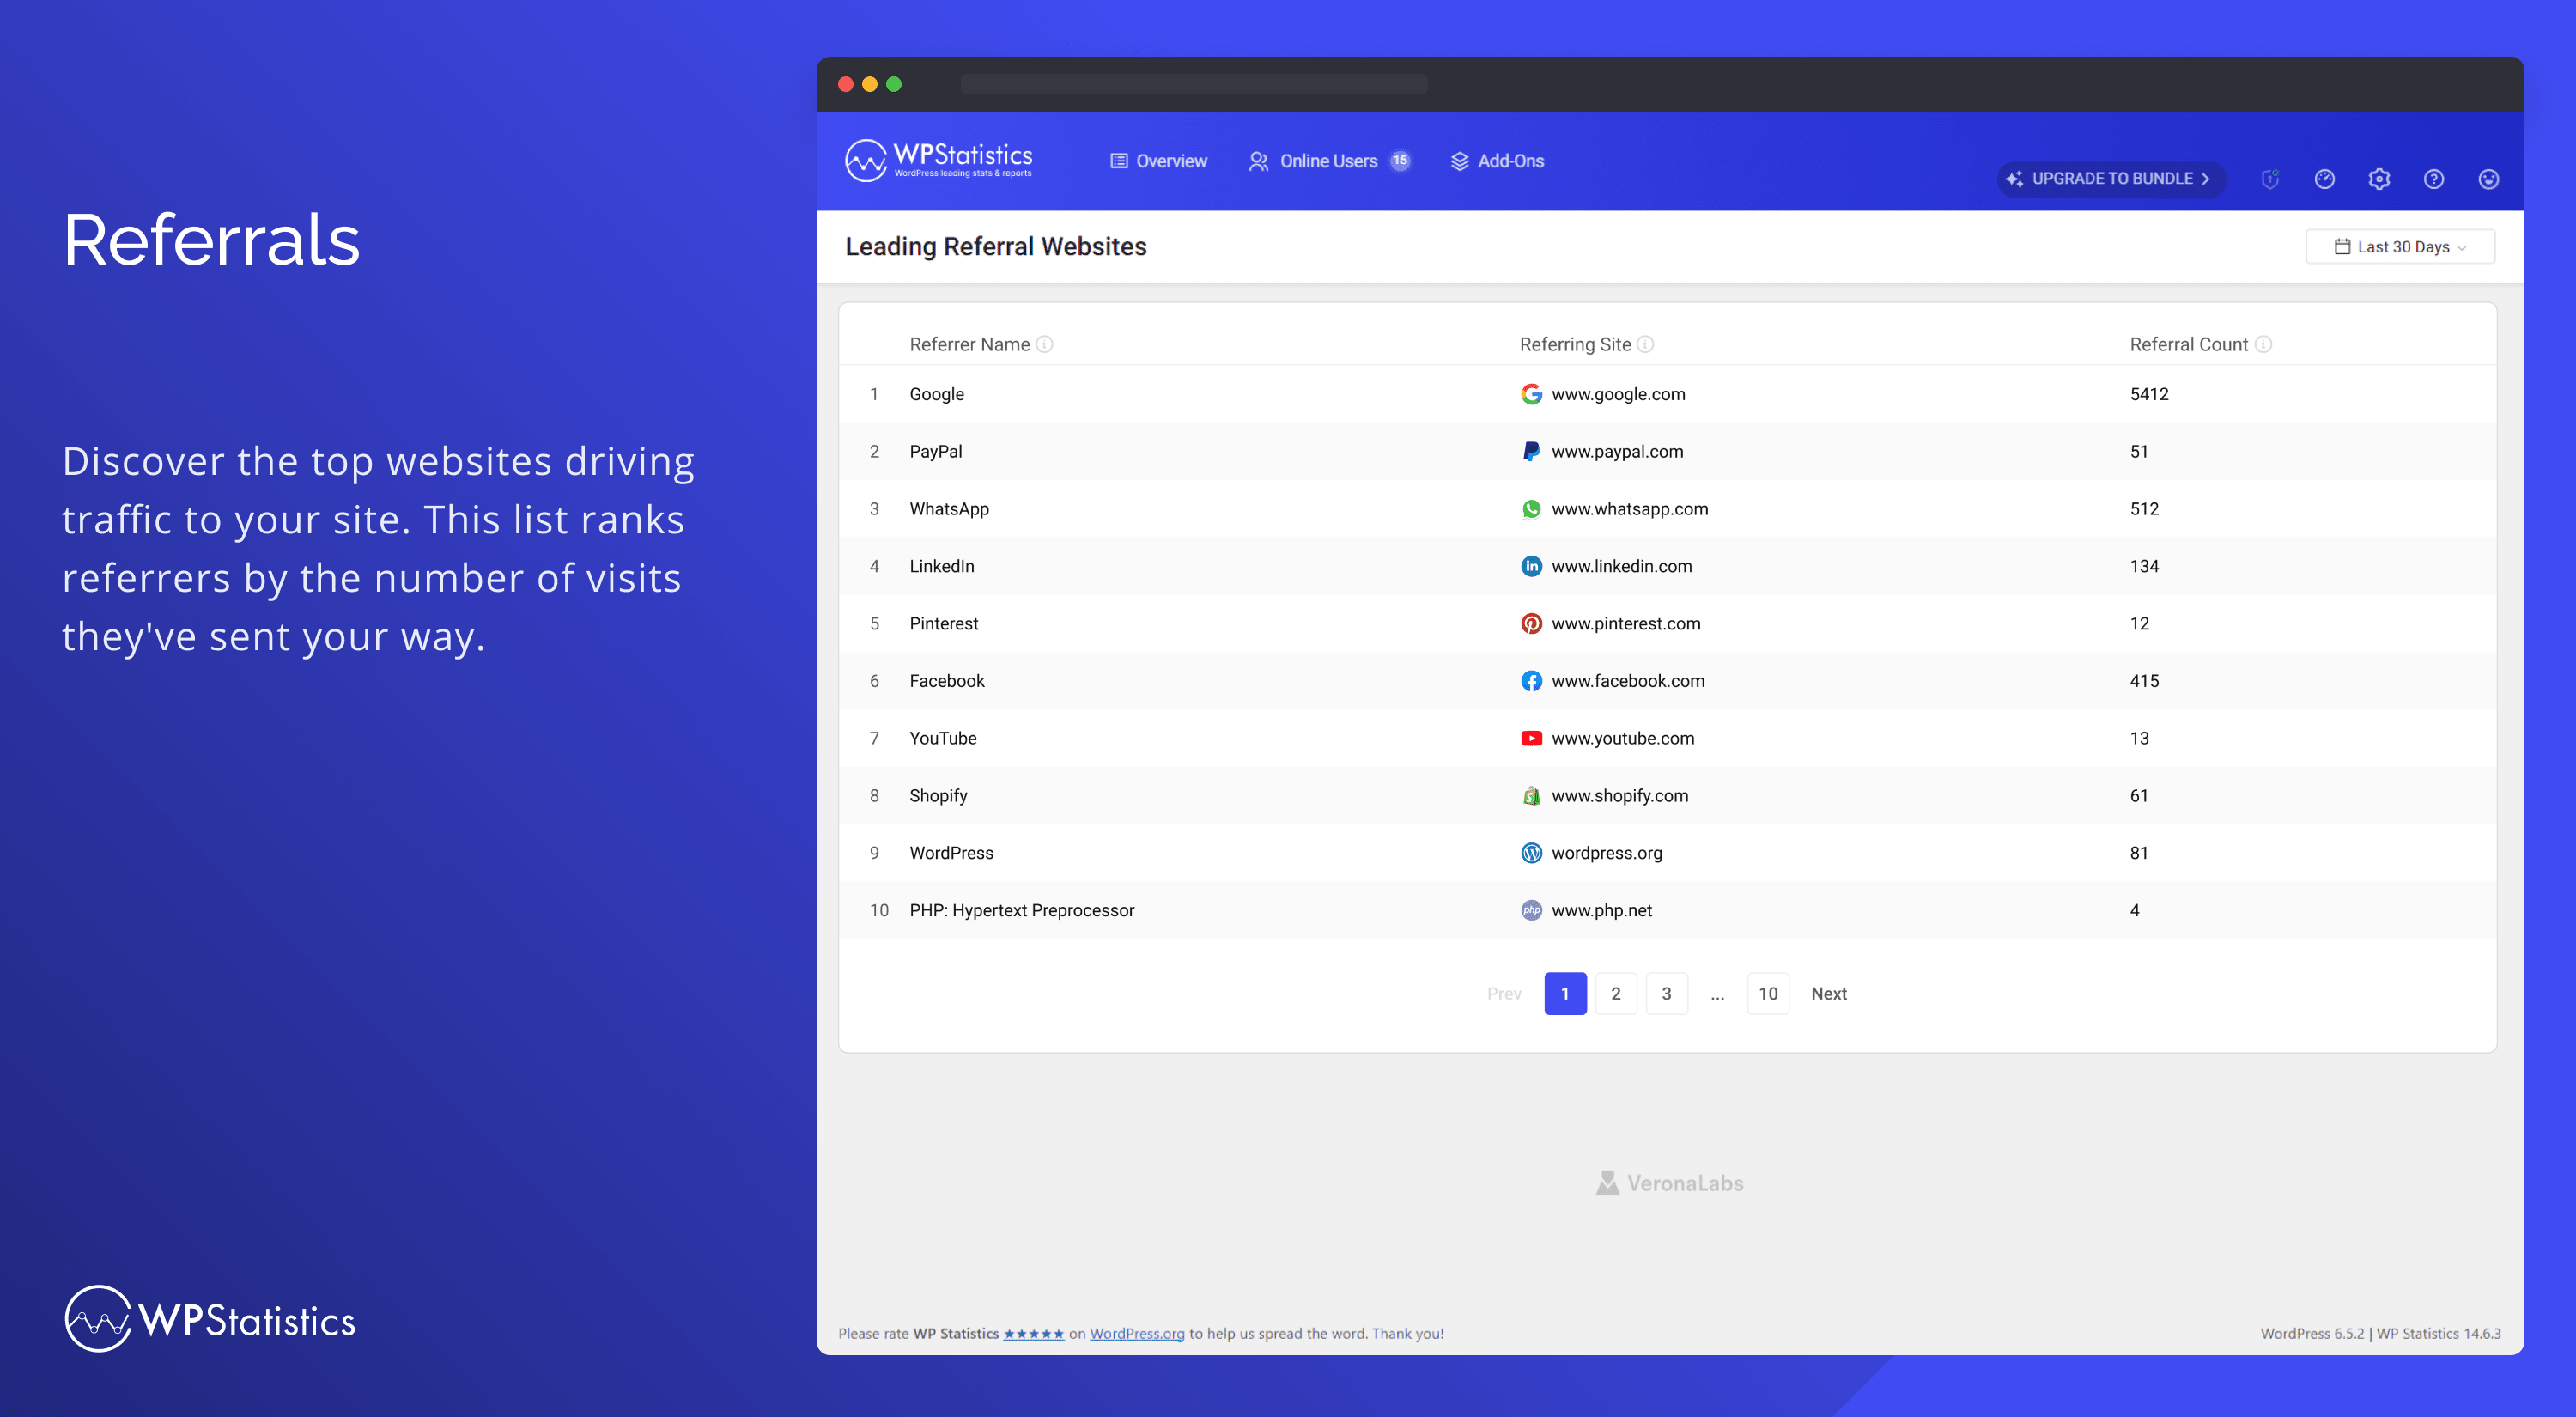 Referrals
Discover the top websites driving
traffic to your site. This list ranks
referrers by the number of visits
they've sent your way.
WPStatistics
WPStatistics
WordPress leading stats & reports
Overview
Online Users 15
Add-Ons
UPGRADE TO BUNDLE
Leading Referral Websites
Last 30 Days
Referrer Name Referring Site Referral Count
1 Google www.google.com 5412
2 PayPal www.paypal.com 51
3 WhatsApp www.whatsapp.com 512
4 LinkedIn in www.linkedin.com 134
5 Pinterest www.pinterest.com 12
6 Facebook www.facebook.com 415
7 YouTube www.youtube.com 13
8 Shopify www.shopify.com 61
9 WordPress wordpress.org 81
10 PHP: Hypertext Preprocessor php www.php.net 4
Prev 1 2 3 ... 10 Next
VeronaLabs
Please rate WP Statistics ★★★★★ on WordPress.org to help us spread the word. Thank you!
WordPress 6.5.2 | WP Statistics 14.6.3